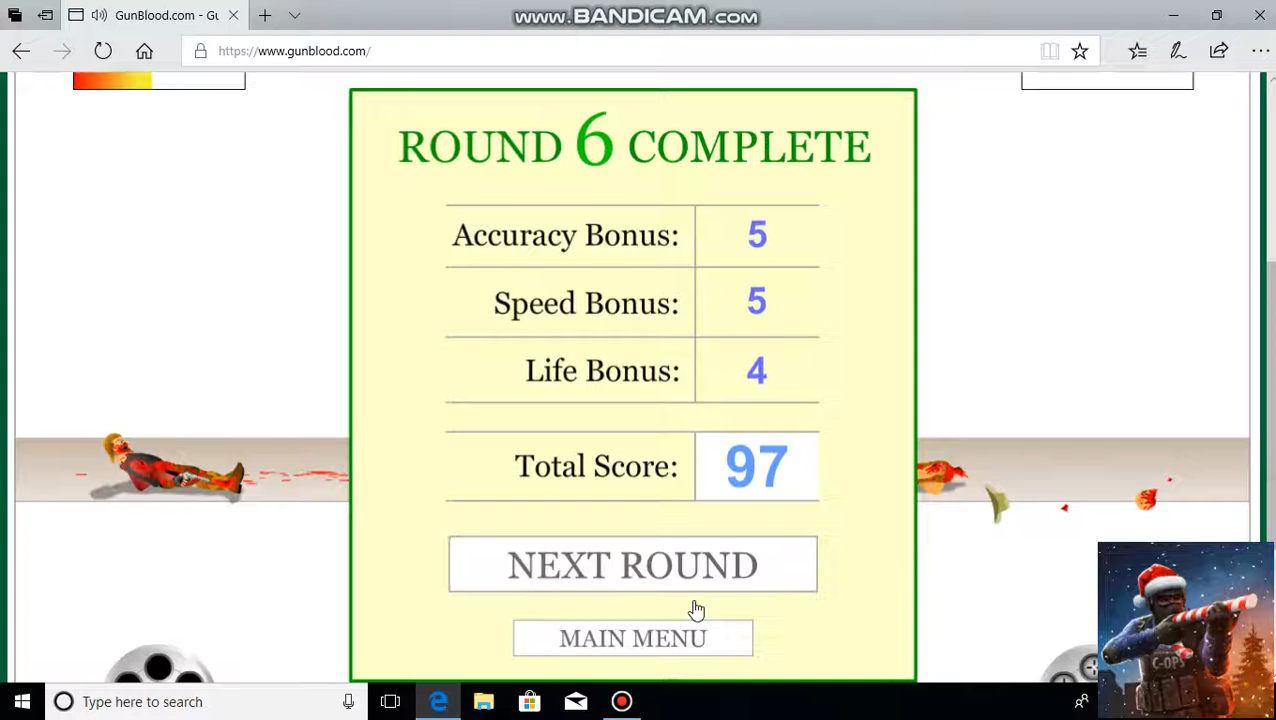 www.BANDICAM.com
GunBlood.com - Gu
https://www.gunblood.com/
ROUND 6 COMPLETE
Accuracy Bonus: 5
Speed Bonus: 5
Life Bonus: 4
Total Score: 97
NEXT ROUND
MAIN MENU
C-OPS
Type here to search